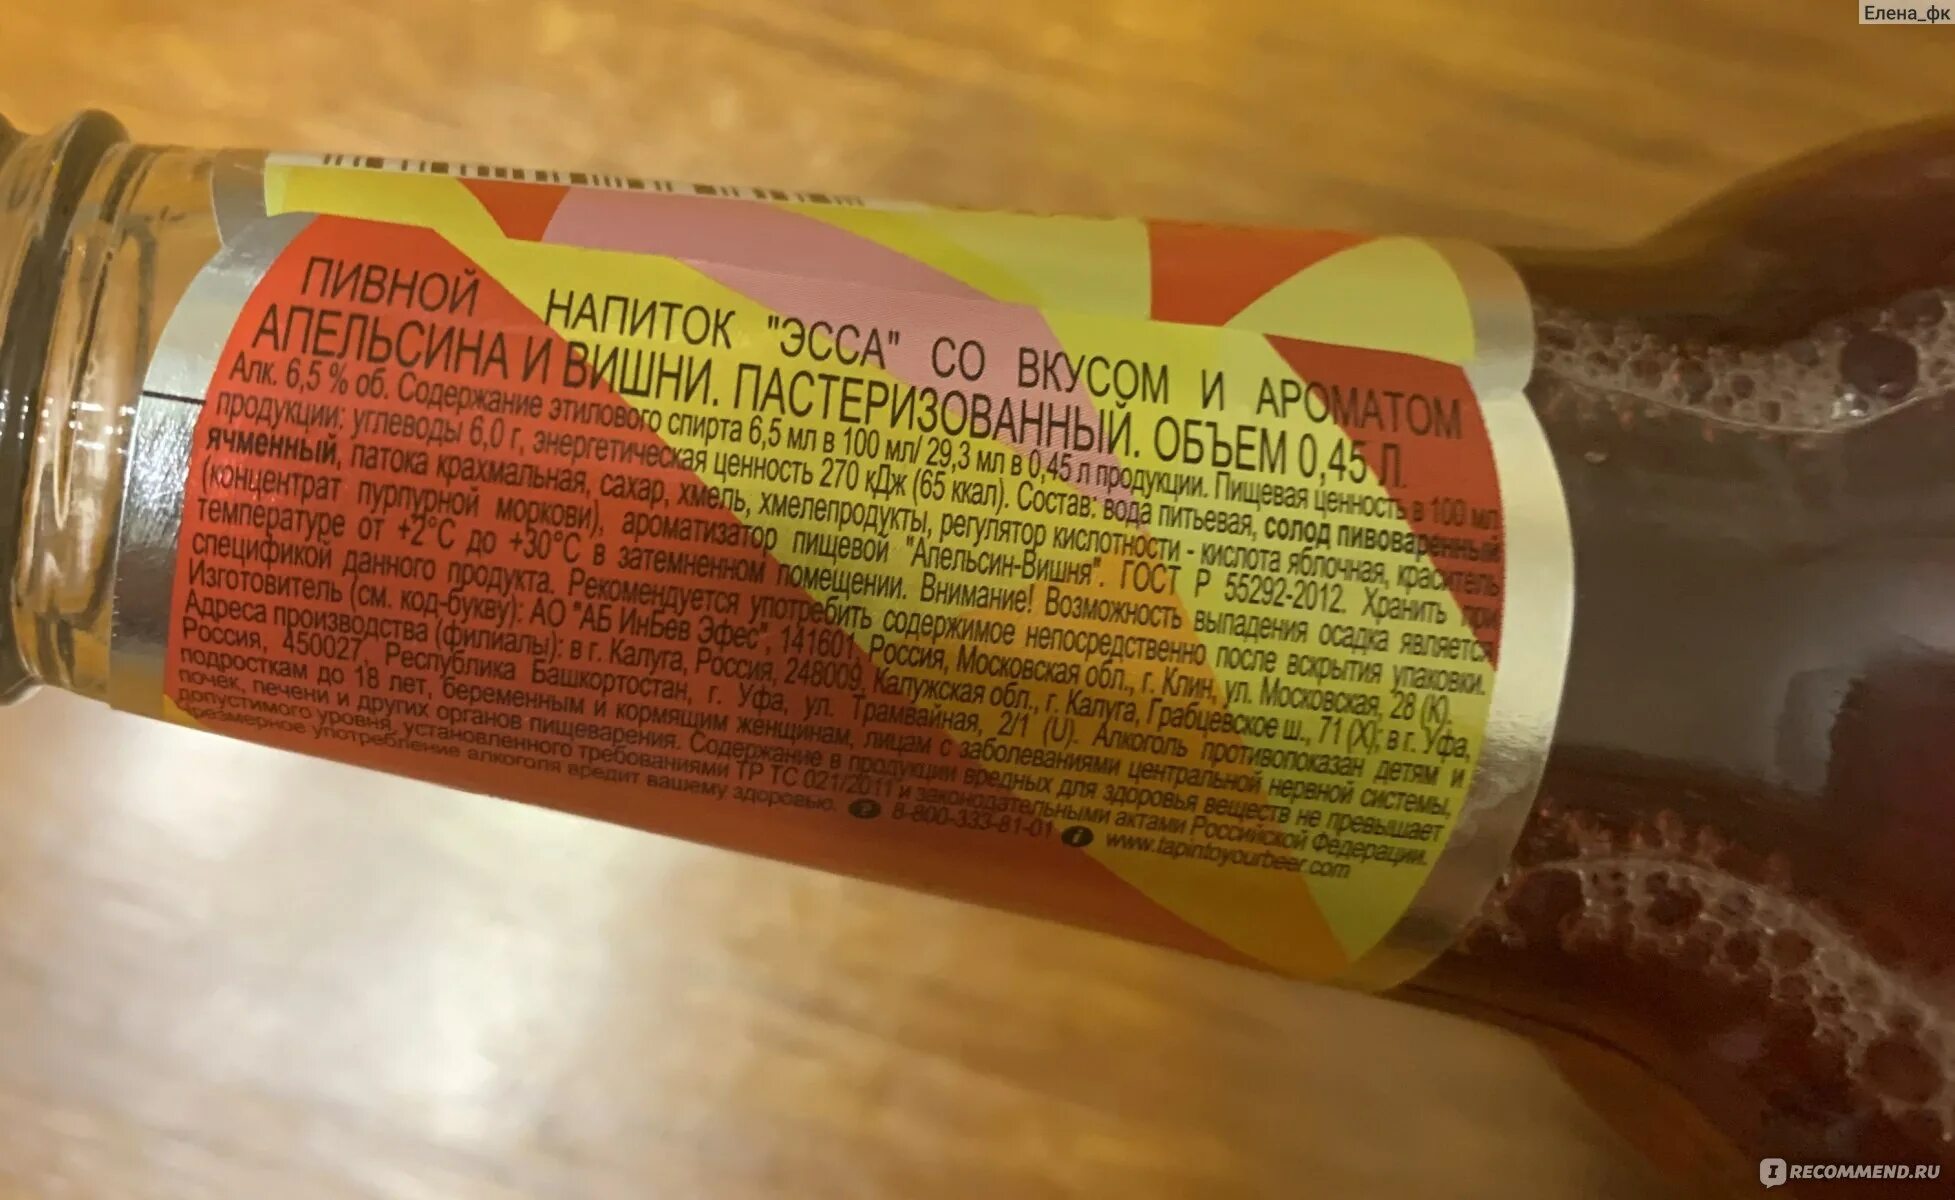 Елена_фк
ПИВНОЙ НАПИТОК "ЭССА" СО ВКУСОМ И АРОМАТОМ
АПЕЛЬСИНА И ВИШНИ. ПАСТЕРИЗОВАННЫЙ. ОБЪЕМ 0,45 Л.
Алк. 6,5 % об. Содержание этилового спирта 6,5 мл в 100 мл/ 29,3 мл в 0,45 л продукции. Пищевая ценность в 100 мл
продукции: углеводы 6,0 г, энергетическая ценность 270 кДж (65 ккал). Состав: вода питьевая, солод пивоваренный
ячменный, патока крахмальная, сахар, хмель, хмелепродукты, регулятор кислотности - кислота яблочная, краситель
(концентрат пурпурной моркови), ароматизатор пищевой "Апельсин-Вишня". ГОСТ Р 55292-2012. Хранить при
температуре от +2°C до +30°C в затемненном помещении. Внимание! Возможность выпадения осадка является
спецификой данного продукта. Рекомендуется употребить содержимое непосредственно после вскрытия упаковки.
Изготовитель (см. код-букву): АО "АБ ИнБев Эфес", 141601, Россия, Московская обл., г. Клин, ул. Московская, 28 (К).
Адреса производства (филиалы): в г. Калуга, Россия, 248009, Калужская обл., г. Калуга, Грабцевское ш., 71 (X); в г. Уфа,
Россия, 450027, Республика Башкортостан, г. Уфа, ул. Трамвайная, 2/1 (U). Алкоголь противопоказан детям и
подросткам до 18 лет, беременным и кормящим женщинам, лицам с заболеваниями центральной нервной системы,
почек, печени и других органов пищеварения. Содержание в продукции вредных для здоровья веществ не превышает
допустимого уровня, установленного требованиями ТР ТС 021/2011 и законодательными актами Российской Федерации.
Чрезмерное употребление алкоголя вредит вашему здоровью. 8-800-333-81-01 www.tapintoyourbeer.com
IRECOMMEND.RU